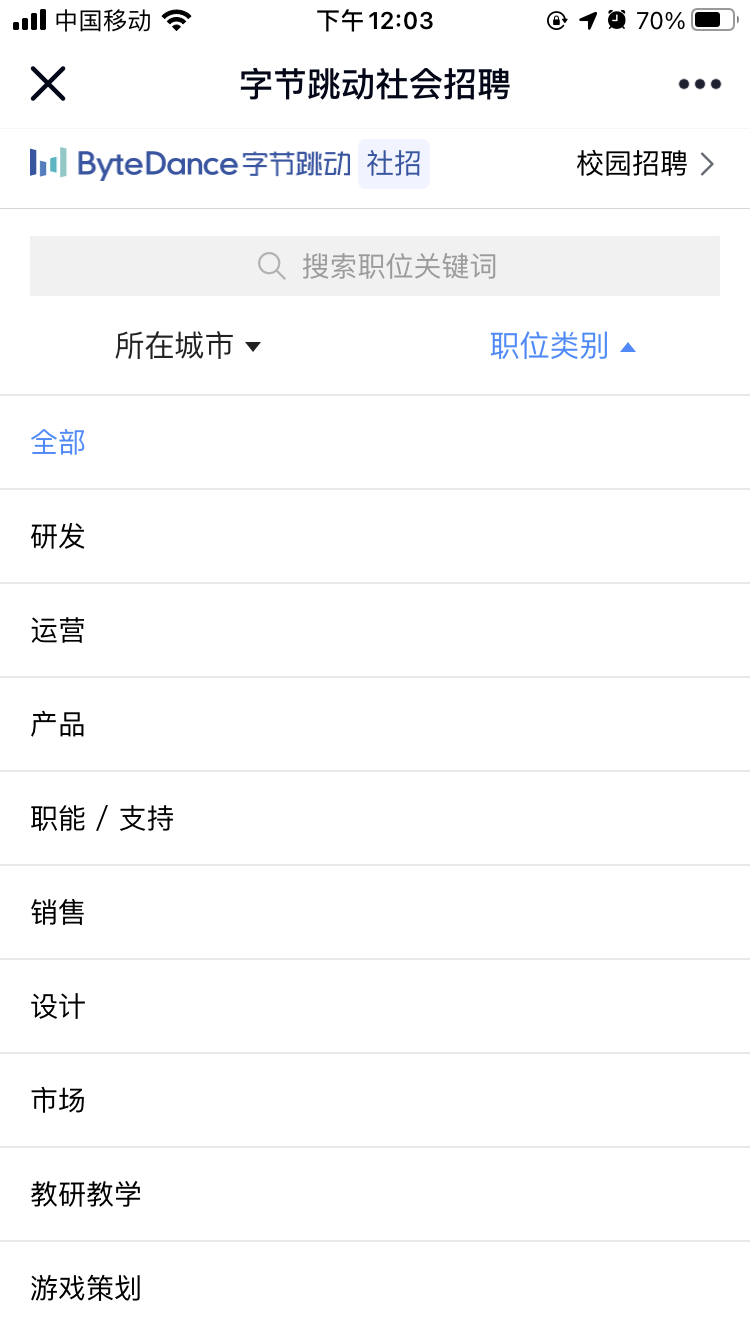 中国移动 下午12:03 70%
字节跳动社会招聘
ByteDance字节跳动 社招 校园招聘
搜索职位关键词
所在城市 职位类别
全部
研发
运营
产品
职能 / 支持
销售
设计
市场
教研教学
游戏策划